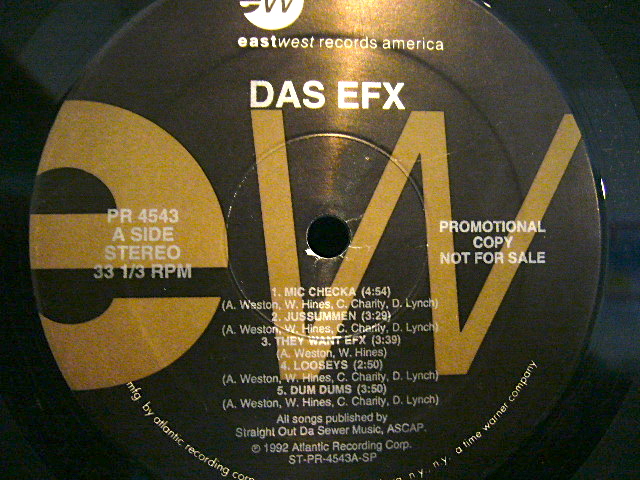 eastwest records america
DAS EFX
PR 4543
A SIDE
STEREO
33 1/3 RPM
PROMOTIONAL
COPY
NOT FOR SALE
1. MIC CHECKA (4:54)
(A. Weston, W. Hines, C. Charity, D. Lynch)
2. JUSSUMMEN (3:29)
(A. Weston, W. Hines, C. Charity, D. Lynch)
3. THEY WANT EFX (3:39)
(A. Weston, W. Hines)
4. LOOSEYS (2:50)
(A. Weston, W. Hines, C. Charity, D. Lynch)
5. DUM DUMS (3:50)
(A. Weston, W. Hines, C. Charity, D. Lynch)
All songs published by
Straight Out Da Sewer Music, ASCAP.
℗ 1992 Atlantic Recording Corp.
ST-PR-4543A-SP
mfg. by atlantic recording corp. n.y., n.y. a time warner company
ew